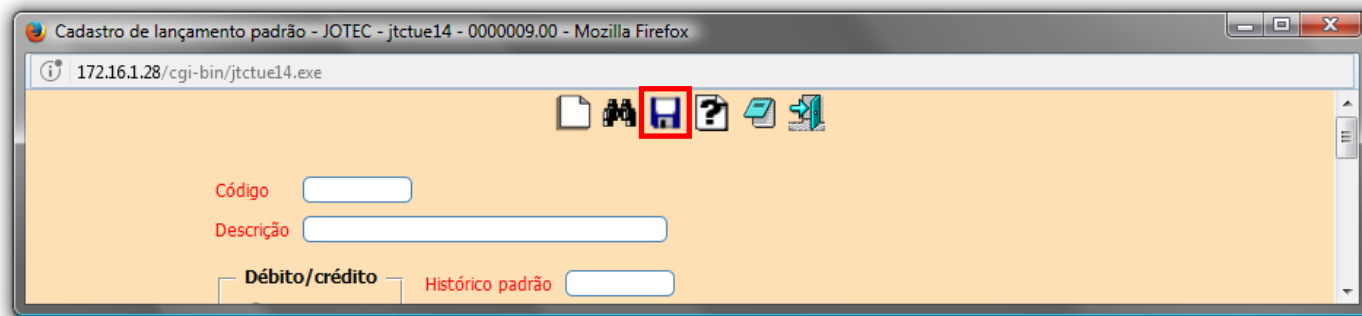 Cadastro de lançamento padrão - JOTEC - jtctue14 - 0000009.00 - Mozilla Firefox
172.16.1.28/cgi-bin/jtctue14.exe
Código
Descrição
Débito/crédito
Histórico padrão